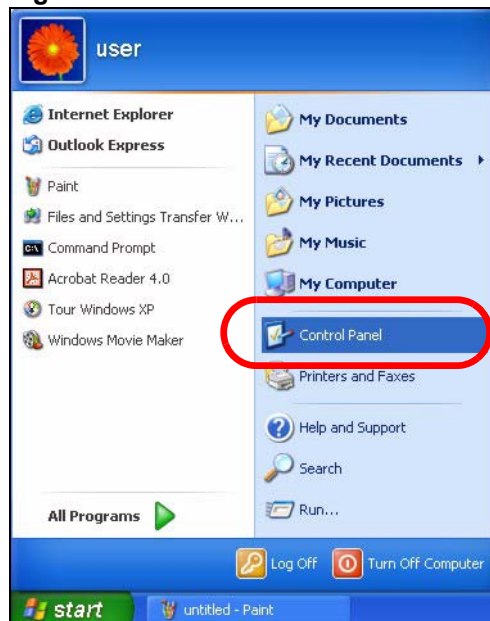 user
Internet Explorer
Outlook Express
Paint
Files and Settings Transfer W...
Command Prompt
Acrobat Reader 4.0
Tour Windows XP
Windows Movie Maker
All Programs
My Documents
My Recent Documents
My Pictures
My Music
My Computer
Control Panel
Printers and Faxes
Help and Support
Search
Run...
Log Off
Turn Off Computer
start
untitled - Paint